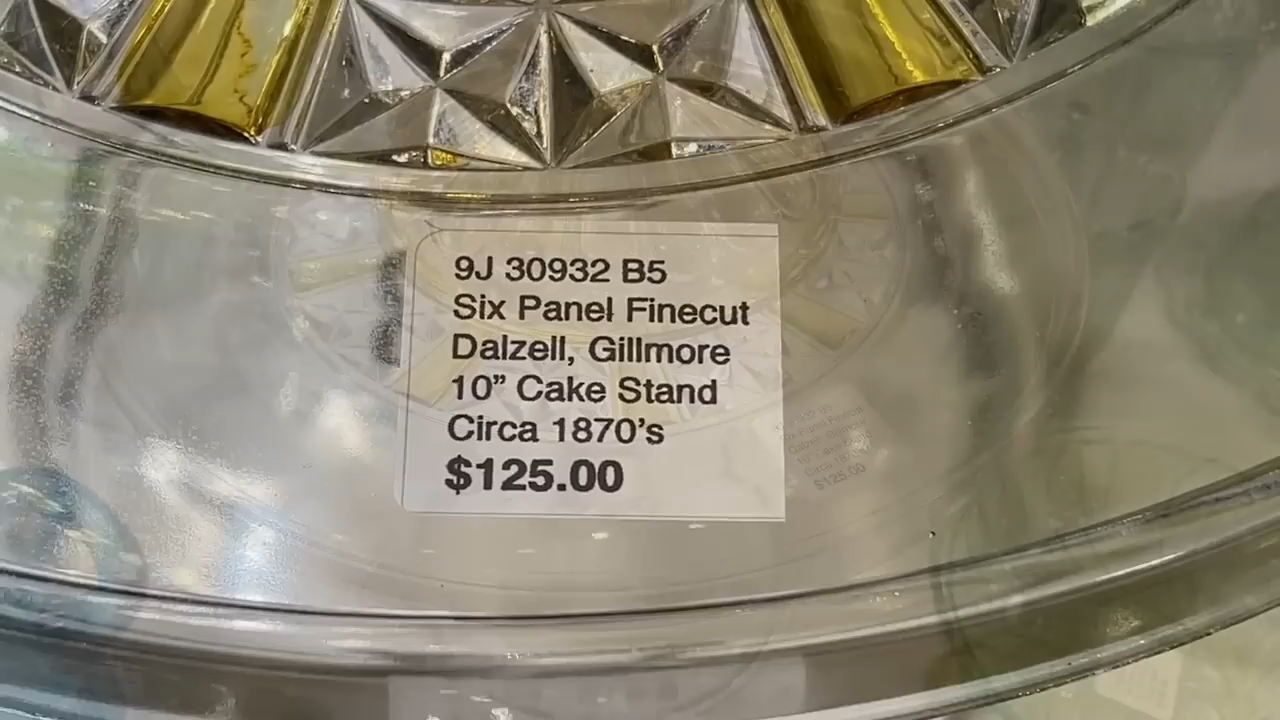 9J 30932 B5
Six Panel Finecut
Dalzell, Gillmore
10” Cake Stand
Circa 1870’s
$125.00